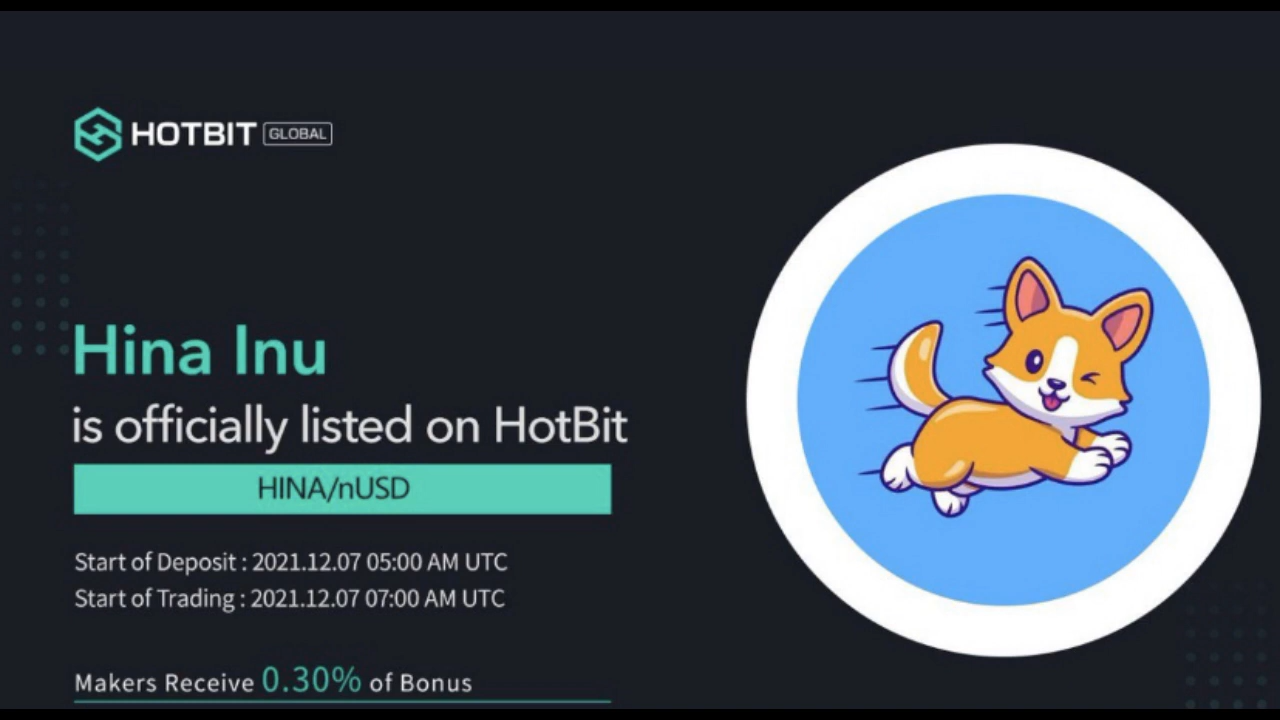 HOTBIT GLOBAL
Hina Inu
is officially listed on HotBit
HINA/nUSD
Start of Deposit : 2021.12.07 05:00 AM UTC
Start of Trading : 2021.12.07 07:00 AM UTC
Makers Receive 0.30% of Bonus